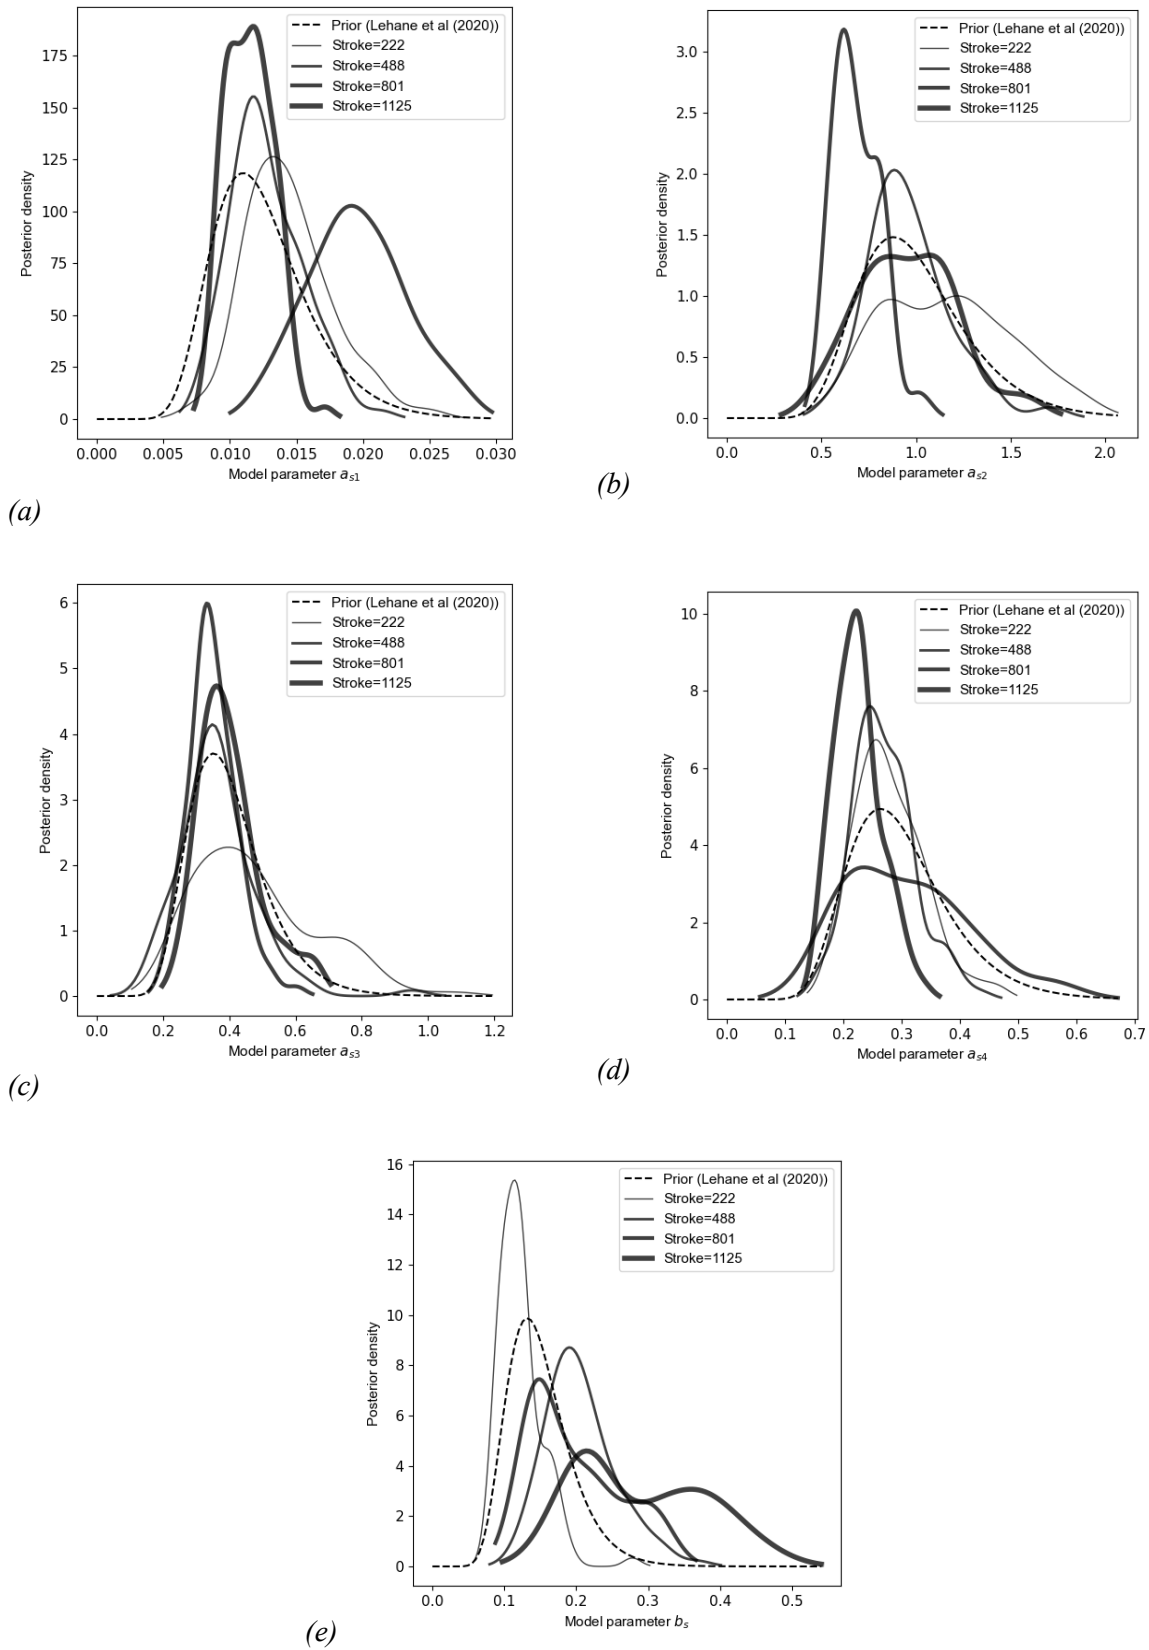 Prior (Lehane et al (2020))
Stroke=222
Stroke=488
Stroke=801
Stroke=1125
175
150
125
100
75
50
25
0
Posterior density
0.000 0.005 0.010 0.015 0.020 0.025 0.030
Model parameter a_{s1}
(a)
Prior (Lehane et al (2020))
Stroke=222
Stroke=488
Stroke=801
Stroke=1125
3.0
2.5
2.0
1.5
1.0
0.5
0.0
Posterior density
0.0 0.5 1.0 1.5 2.0
Model parameter a_{s2}
(b)
Prior (Lehane et al (2020))
Stroke=222
Stroke=488
Stroke=801
Stroke=1125
6
5
4
3
2
1
0
Posterior density
0.0 0.2 0.4 0.6 0.8 1.0 1.2
Model parameter a_{s3}
(c)
Prior (Lehane et al (2020))
Stroke=222
Stroke=488
Stroke=801
Stroke=1125
10
8
6
4
2
0
Posterior density
0.0 0.1 0.2 0.3 0.4 0.5 0.6 0.7
Model parameter a_{s4}
(d)
Prior (Lehane et al (2020))
Stroke=222
Stroke=488
Stroke=801
Stroke=1125
16
14
12
10
8
6
4
2
0
Posterior density
0.0 0.1 0.2 0.3 0.4 0.5
Model parameter b_{s}
(e)